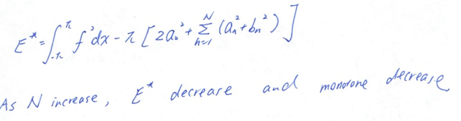 E* = ∫_{-π}^{π} f² dx - π [ 2a₀² + Σ_{n=1}^{N} (aₙ² + bₙ²) ]
As N increase, E* decrease and monotone decrease